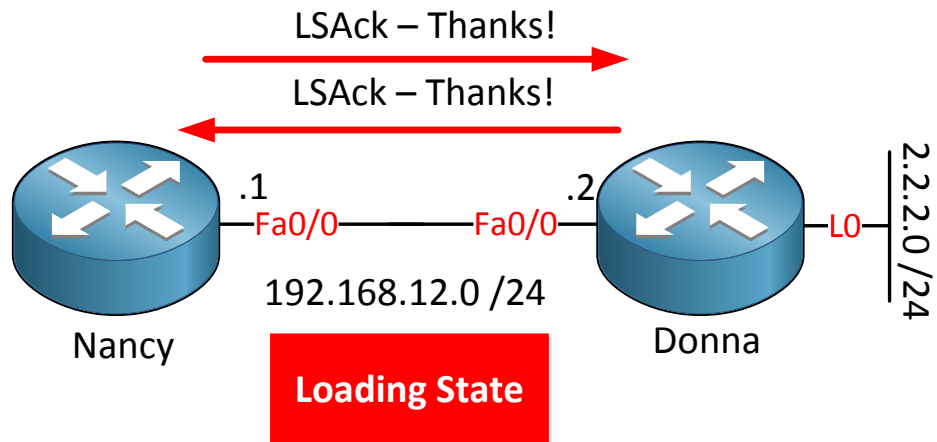 LSAck – Thanks!
LSAck – Thanks!
.1
.2
Fa0/0
Fa0/0
L0
2.2.2.0 /24
192.168.12.0 /24
Nancy
Donna
Loading State